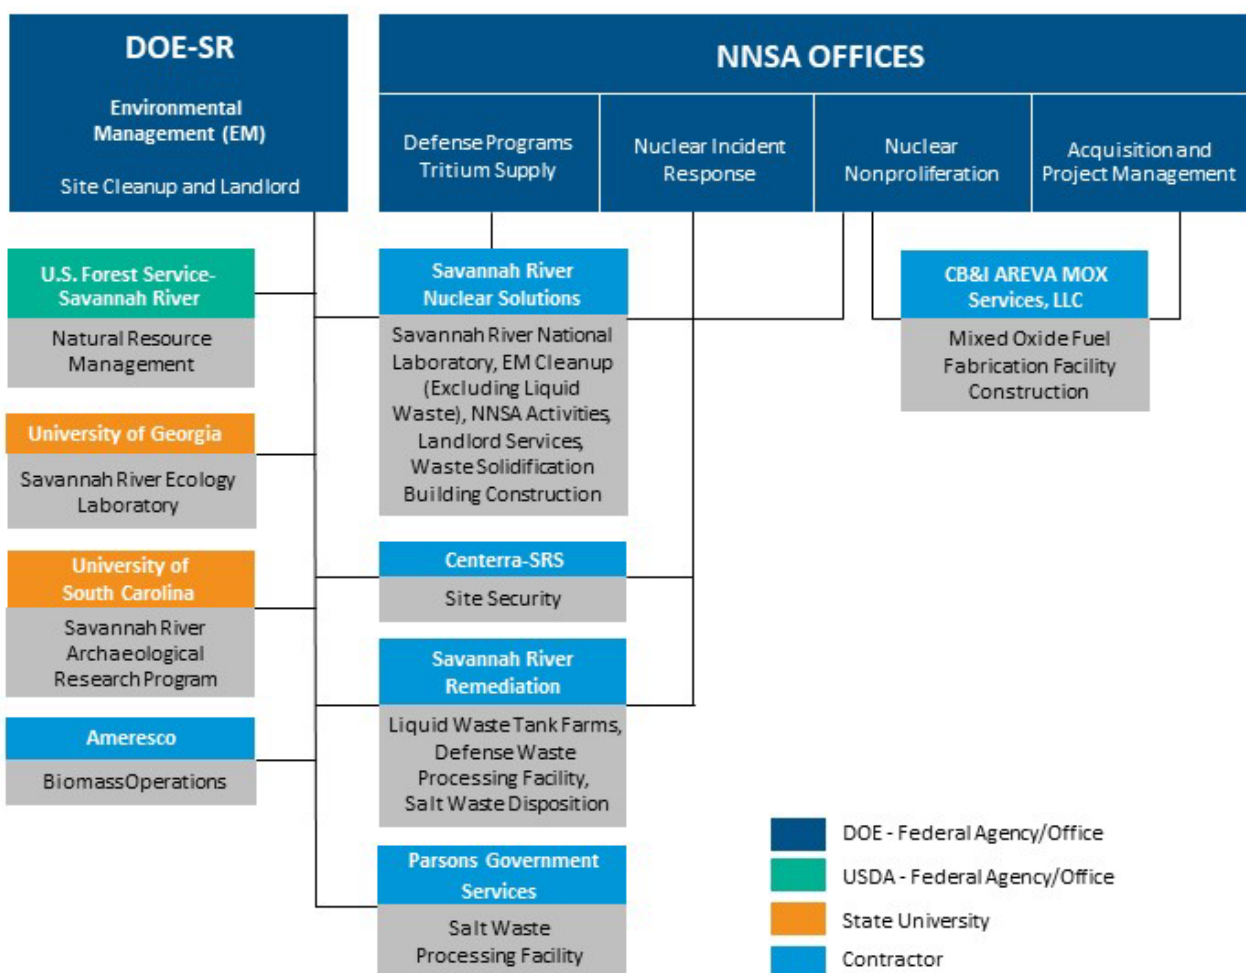 DOE-SR
Environmental
Management (EM)
Site Cleanup and Landlord
NNSA OFFICES
Defense Programs
Tritium Supply
Nuclear Incident
Response
Nuclear
Nonproliferation
Acquisition and
Project Management
U.S. Forest Service-
Savannah River
Natural Resource
Management
University of Georgia
Savannah River Ecology
Laboratory
University of
South Carolina
Savannah River
Archaeological
Research Program
Ameresco
Biomass Operations
Savannah River
Nuclear Solutions
Savannah River National
Laboratory, EM Cleanup
(Excluding Liquid
Waste), NNSA Activities,
Landlord Services,
Waste Solidification
Building Construction
Centerra-SRS
Site Security
Savannah River
Remediation
Liquid Waste Tank Farms,
Defense Waste
Processing Facility,
Salt Waste Disposition
Parsons Government
Services
Salt Waste
Processing Facility
CB&I AREVA MOX
Services, LLC
Mixed Oxide Fuel
Fabrication Facility
Construction
DOE - Federal Agency/Office
USDA - Federal Agency/Office
State University
Contractor